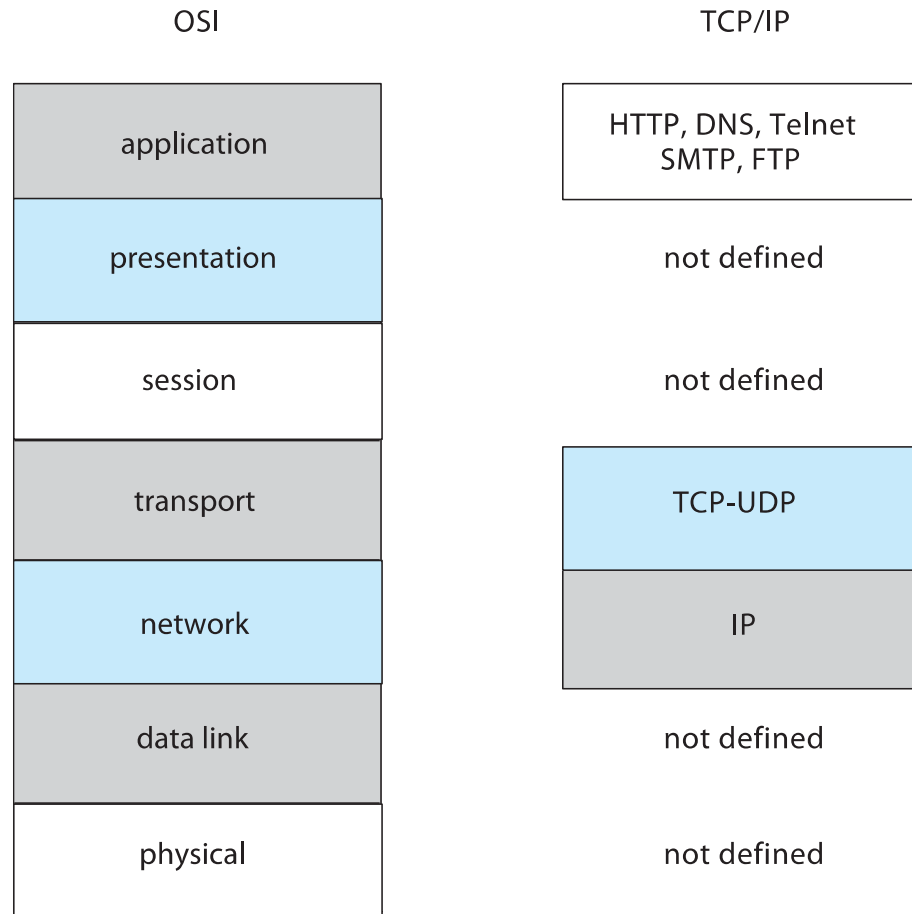 OSI
TCP/IP
application
HTTP, DNS, Telnet
SMTP, FTP
presentation
not defined
session
not defined
transport
TCP-UDP
network
IP
data link
not defined
physical
not defined